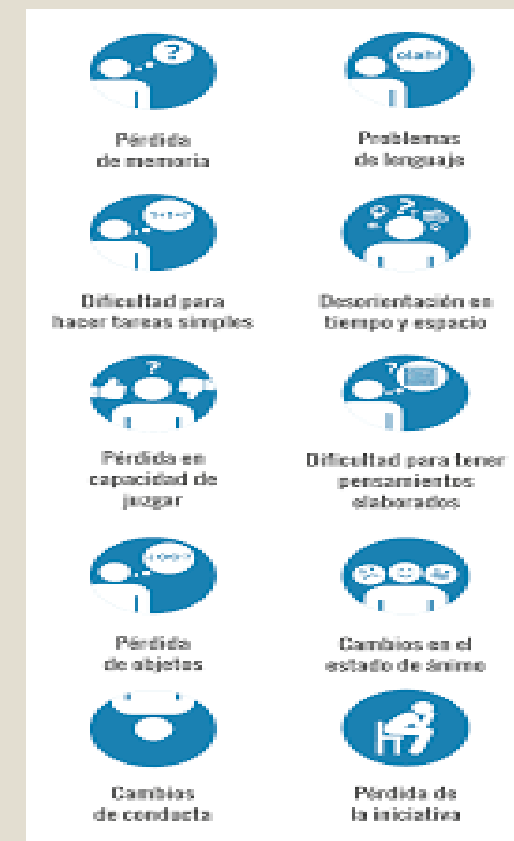 ?
olah!
Pérdida
de memoria
Problemas
de lenguaje
1+1=?
?
Dificultad para
hacer tareas simples
Desorientación en
tiempo y espacio
?
?
Pérdida en
capacidad de
juzgar
Dificultad para tener
pensamientos
elaborados
Pérdida
de objetos
Cambios en el
estado de ánimo
Cambios
de conducta
Pérdida de
la iniciativa